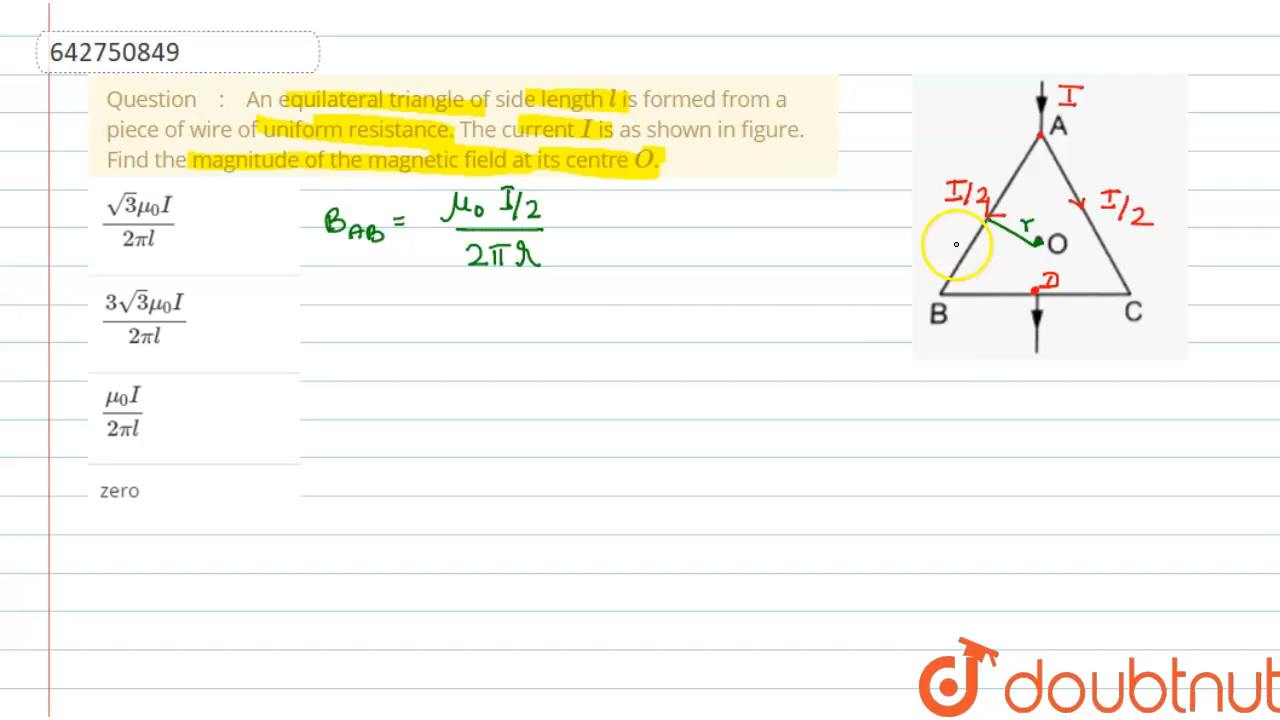 642750849
Question : An equilateral triangle of side length l is formed from a
piece of wire of uniform resistance. The current I is as shown in figure.
Find the magnitude of the magnetic field at its centre O.
√3μ₀I
2πl
3√3μ₀I
2πl
μ₀I
2πl
zero
B_AB = μ₀ I/2
2πr
I
A
I/2
I/2
r
O
D
B
C
doubtnut